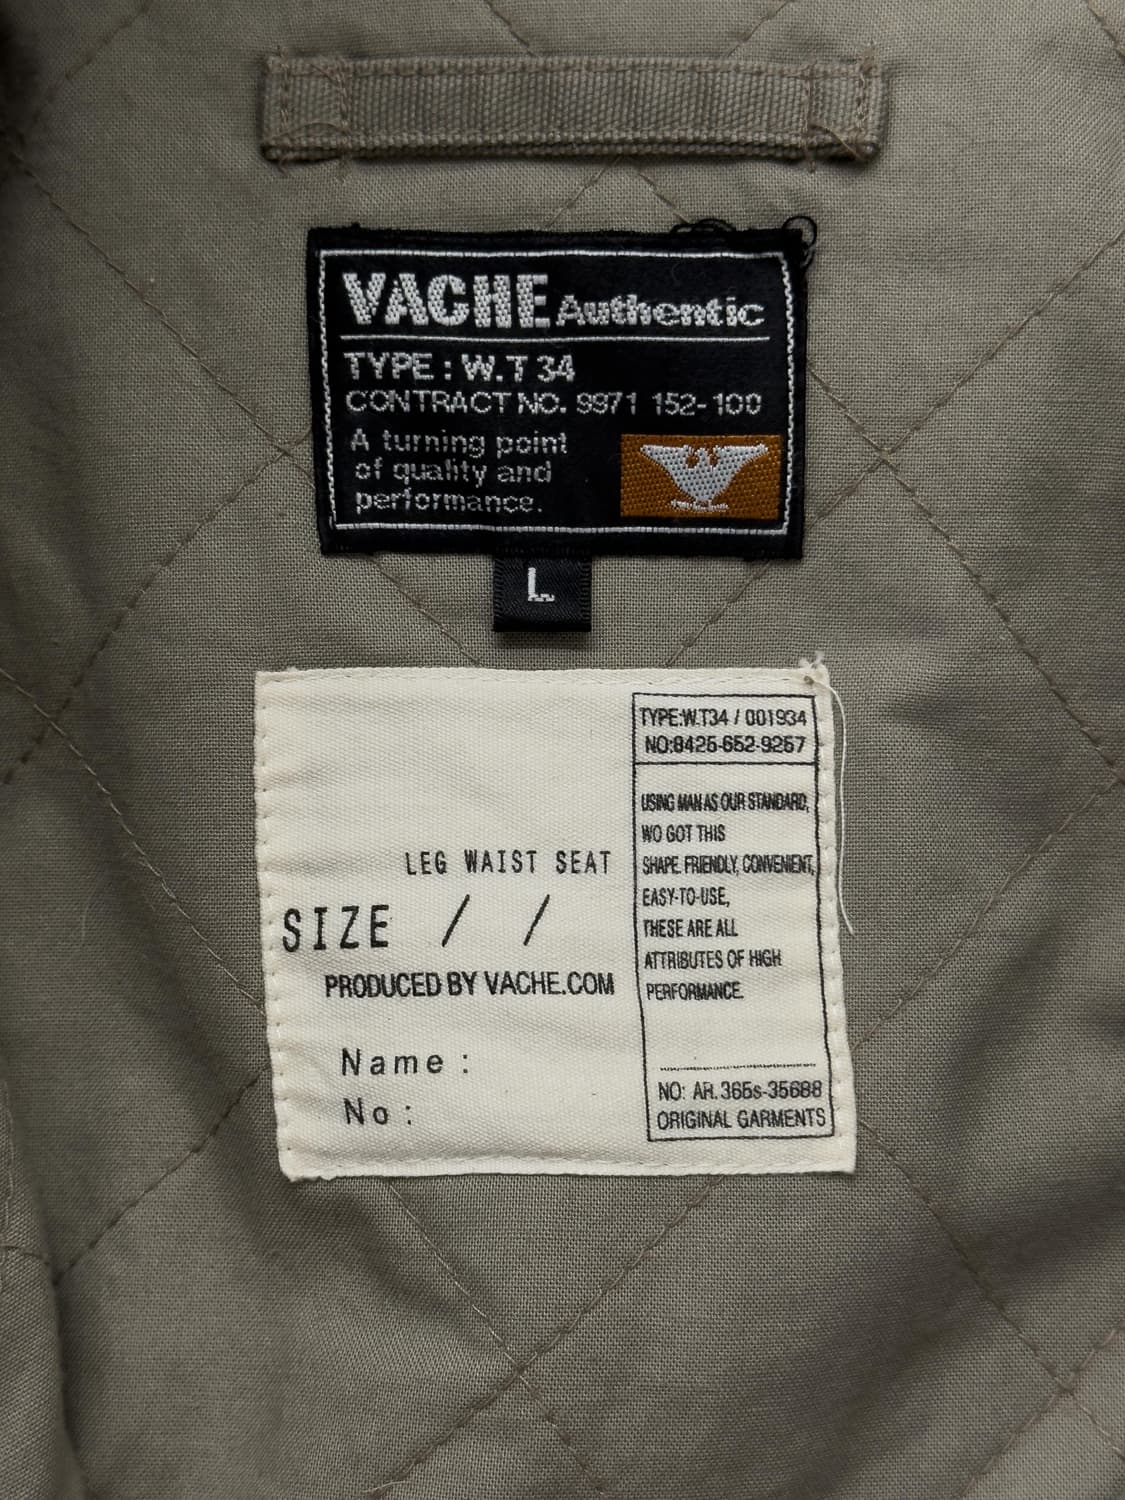 VACHE Authentic
TYPE : W.T 34
CONTRACT NO. 9971 152-100
A turning point
of quality and
performance.
L
TYPE:W.T34 / 001934
NO:8425-652-9257
USING MAN AS OUR STANDARD,
WO GOT THIS
SHAPE. FRIENDLY, CONVENIENT,
EASY-TO-USE,
THESE ARE ALL
ATTRIBUTES OF HIGH
PERFORMANCE.
NO: AR. 365s-35688
ORIGINAL GARMENTS
LEG WAIST SEAT
SIZE / /
PRODUCED BY VACHE.COM
Name :
No :